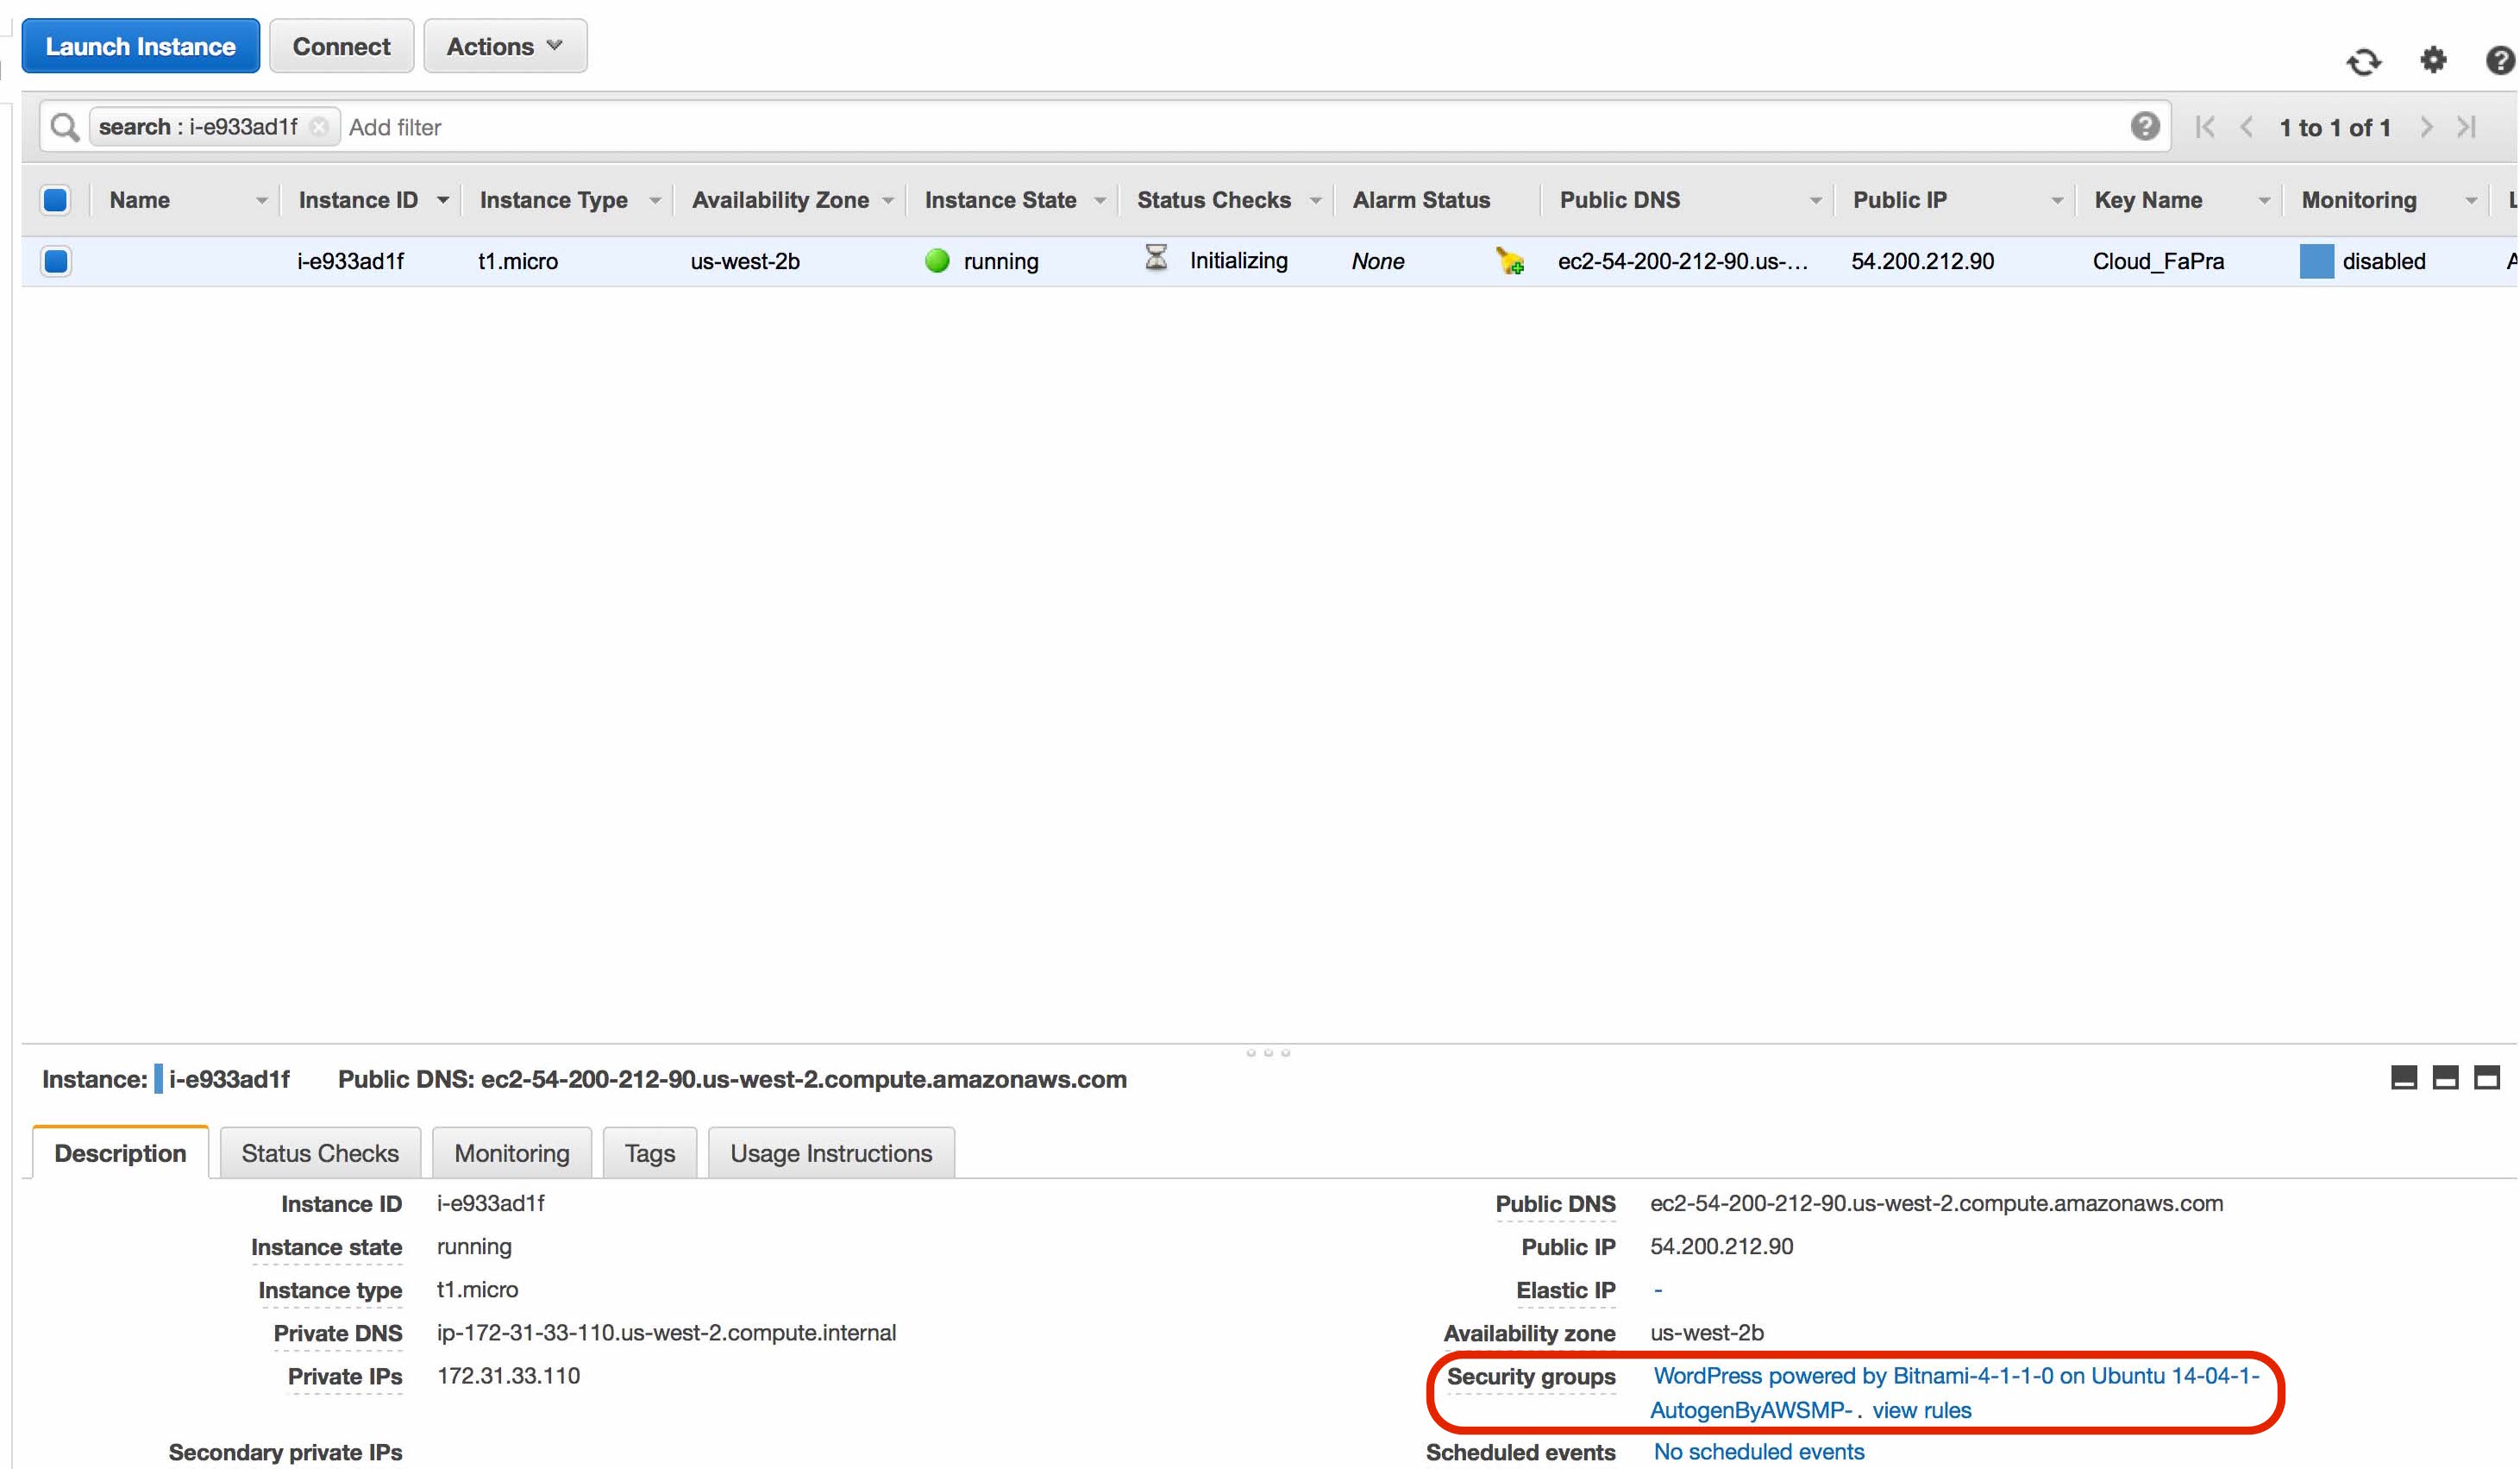 Launch Instance Connect Actions
search : i-e933ad1f Add filter 1 to 1 of 1
Name Instance ID Instance Type Availability Zone Instance State Status Checks Alarm Status Public DNS Public IP Key Name Monitoring
i-e933ad1f t1.micro us-west-2b running Initializing None ec2-54-200-212-90.us-... 54.200.212.90 Cloud_FaPra disabled
Instance: i-e933ad1f Public DNS: ec2-54-200-212-90.us-west-2.compute.amazonaws.com
Description Status Checks Monitoring Tags Usage Instructions
Instance ID i-e933ad1f Public DNS ec2-54-200-212-90.us-west-2.compute.amazonaws.com
Instance state running Public IP 54.200.212.90
Instance type t1.micro Elastic IP -
Private DNS ip-172-31-33-110.us-west-2.compute.internal Availability zone us-west-2b
Private IPs 172.31.33.110 Security groups WordPress powered by Bitnami-4-1-1-0 on Ubuntu 14-04-1-
AutogenByAWSMP- . view rules
Secondary private IPs Scheduled events No scheduled events